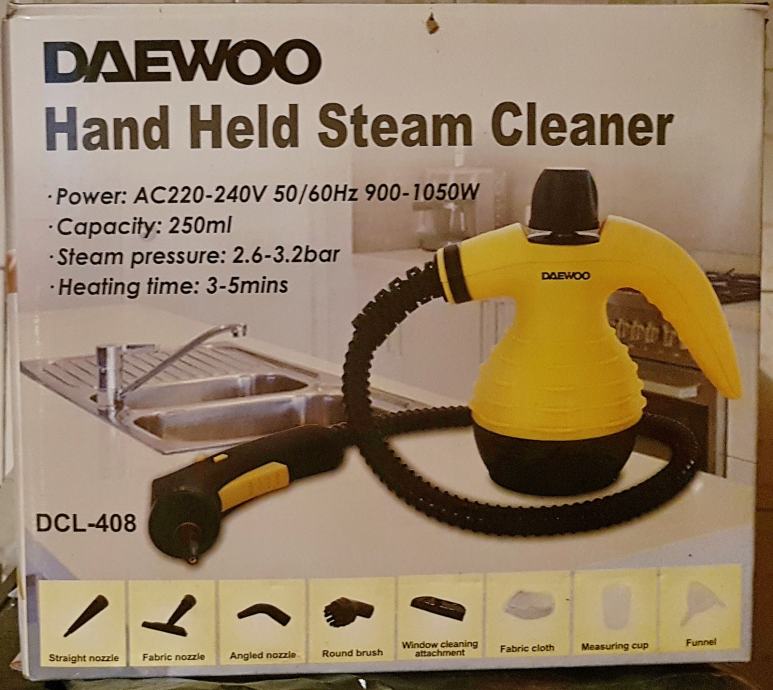 DAEWOO
Hand Held Steam Cleaner
· Power: AC220-240V 50/60Hz 900-1050W
· Capacity: 250ml
· Steam pressure: 2.6-3.2bar
· Heating time: 3-5mins
DAEWOO
DCL-408
Straight nozzle
Fabric nozzle
Angled nozzle
Round brush
Window cleaning
attachment
Fabric cloth
Measuring cup
Funnel